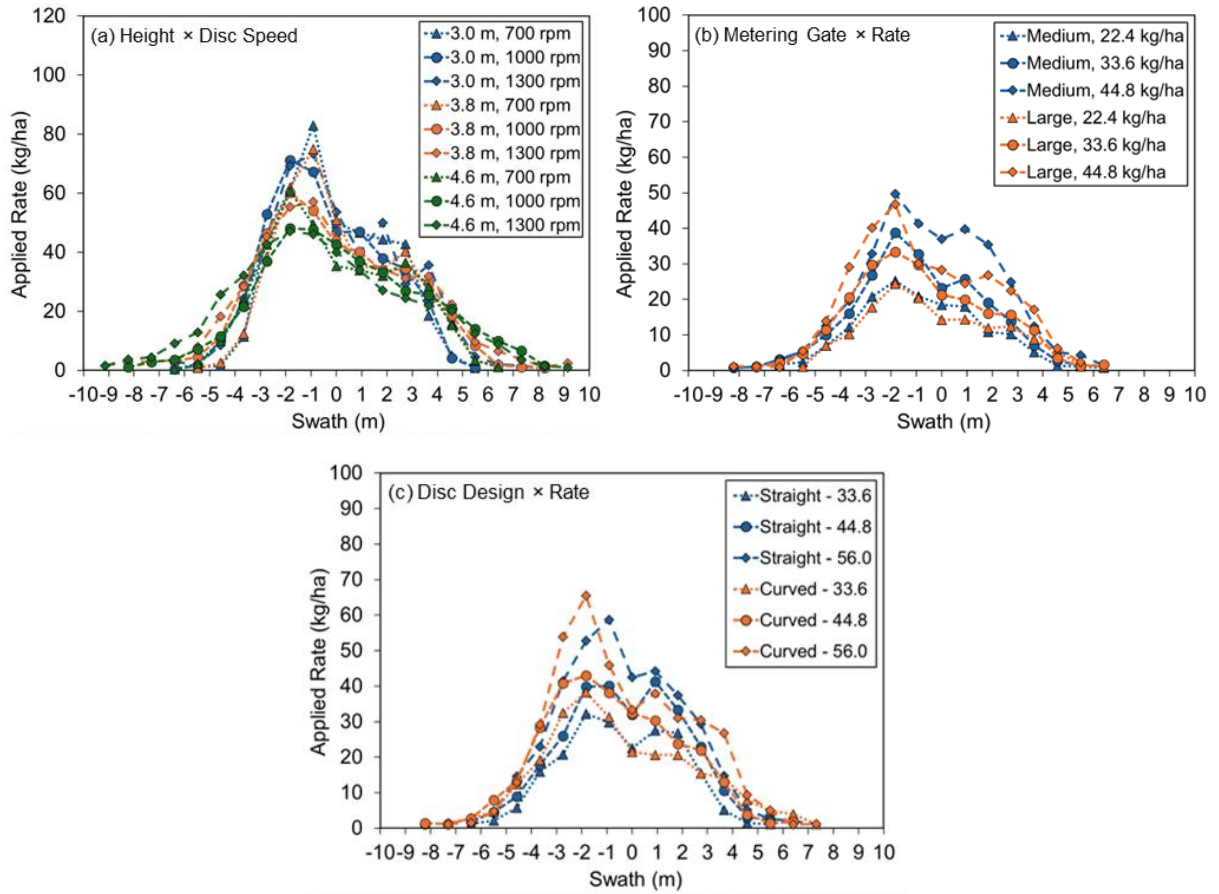 (a) Height × Disc Speed
Applied Rate (kg/ha)
120
100
80
60
40
20
0
3.0 m, 700 rpm
3.0 m, 1000 rpm
3.0 m, 1300 rpm
3.8 m, 700 rpm
3.8 m, 1000 rpm
3.8 m, 1300 rpm
4.6 m, 700 rpm
4.6 m, 1000 rpm
4.6 m, 1300 rpm
-10 -9 -8 -7 -6 -5 -4 -3 -2 -1 0 1 2 3 4 5 6 7 8 9 10
Swath (m)
(b) Metering Gate × Rate
Applied Rate (kg/ha)
100
90
80
70
60
50
40
30
20
10
0
Medium, 22.4 kg/ha
Medium, 33.6 kg/ha
Medium, 44.8 kg/ha
Large, 22.4 kg/ha
Large, 33.6 kg/ha
Large, 44.8 kg/ha
-10 -9 -8 -7 -6 -5 -4 -3 -2 -1 0 1 2 3 4 5 6 7 8 9 10
Swath (m)
(c) Disc Design × Rate
Applied Rate (kg/ha)
100
90
80
70
60
50
40
30
20
10
0
Straight - 33.6
Straight - 44.8
Straight - 56.0
Curved - 33.6
Curved - 44.8
Curved - 56.0
-10 -9 -8 -7 -6 -5 -4 -3 -2 -1 0 1 2 3 4 5 6 7 8 9 10
Swath (m)